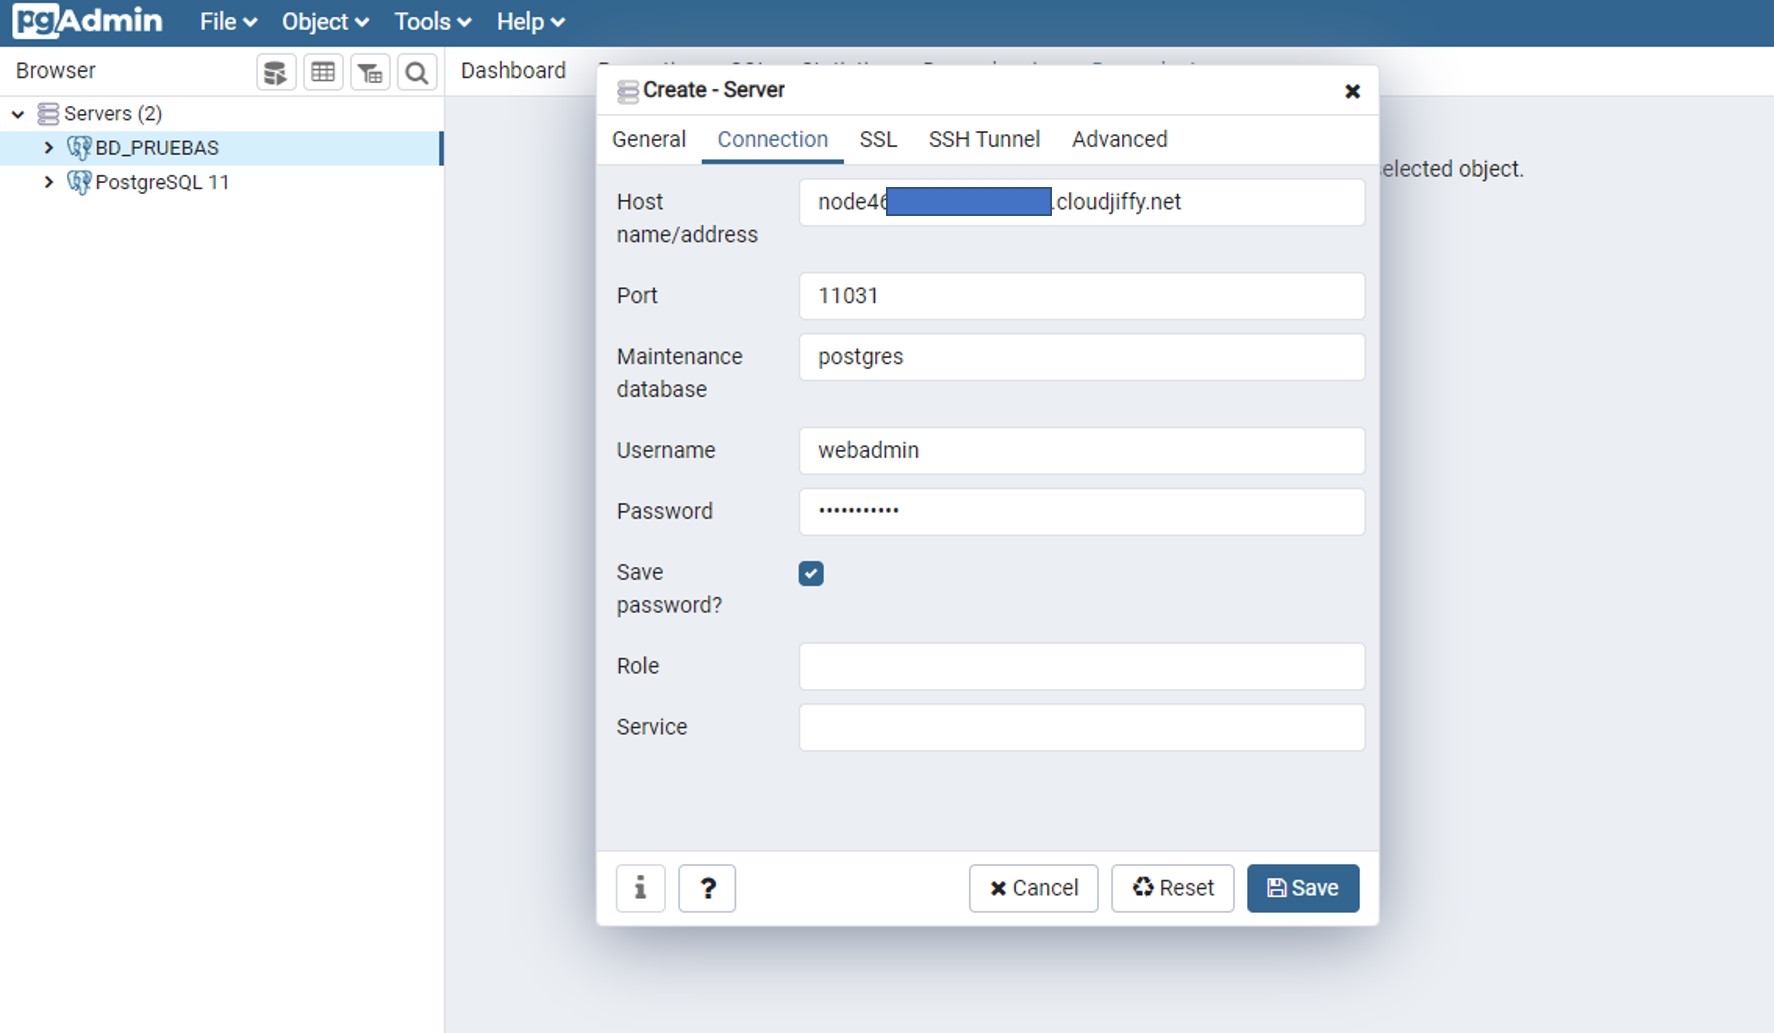 pgAdmin File Object Tools Help
Browser
Dashboard
Servers (2)
BD_PRUEBAS
PostgreSQL 11
Create - Server
General Connection SSL SSH Tunnel Advanced
selected object.
Host
name/address
node46 .cloudjiffy.net
Port
11031
Maintenance
database
postgres
Username
webadmin
Password
•••••••••••
Save
password?
Role
Service
i ? Cancel Reset Save